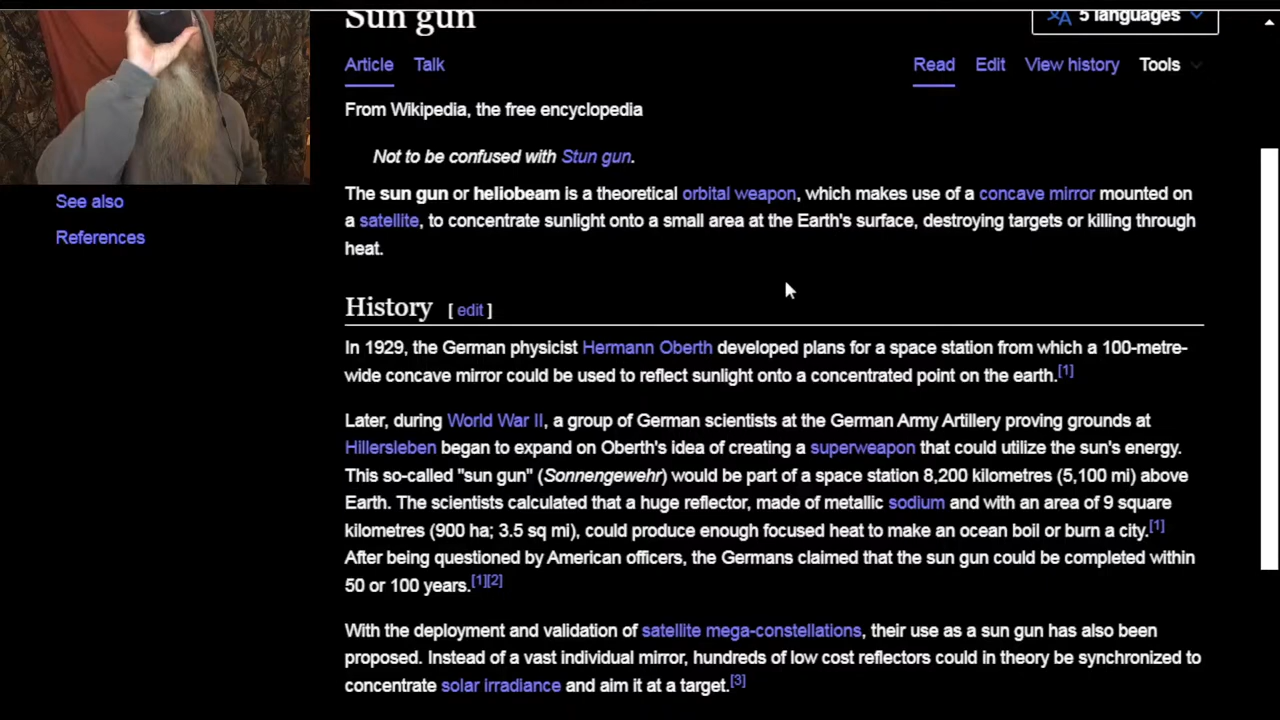 Sun gun
5 languages
Article Talk
Read Edit View history Tools
From Wikipedia, the free encyclopedia
Not to be confused with Stun gun.
See also
References
The sun gun or heliobeam is a theoretical orbital weapon, which makes use of a concave mirror mounted on
a satellite, to concentrate sunlight onto a small area at the Earth's surface, destroying targets or killing through
heat.
History [ edit ]
In 1929, the German physicist Hermann Oberth developed plans for a space station from which a 100-metre-
wide concave mirror could be used to reflect sunlight onto a concentrated point on the earth.[1]
Later, during World War II, a group of German scientists at the German Army Artillery proving grounds at
Hillersleben began to expand on Oberth's idea of creating a superweapon that could utilize the sun's energy.
This so-called "sun gun" (Sonnengewehr) would be part of a space station 8,200 kilometres (5,100 mi) above
Earth. The scientists calculated that a huge reflector, made of metallic sodium and with an area of 9 square
kilometres (900 ha; 3.5 sq mi), could produce enough focused heat to make an ocean boil or burn a city.[1]
After being questioned by American officers, the Germans claimed that the sun gun could be completed within
50 or 100 years.[1][2]
With the deployment and validation of satellite mega-constellations, their use as a sun gun has also been
proposed. Instead of a vast individual mirror, hundreds of low cost reflectors could in theory be synchronized to
concentrate solar irradiance and aim it at a target.[3]